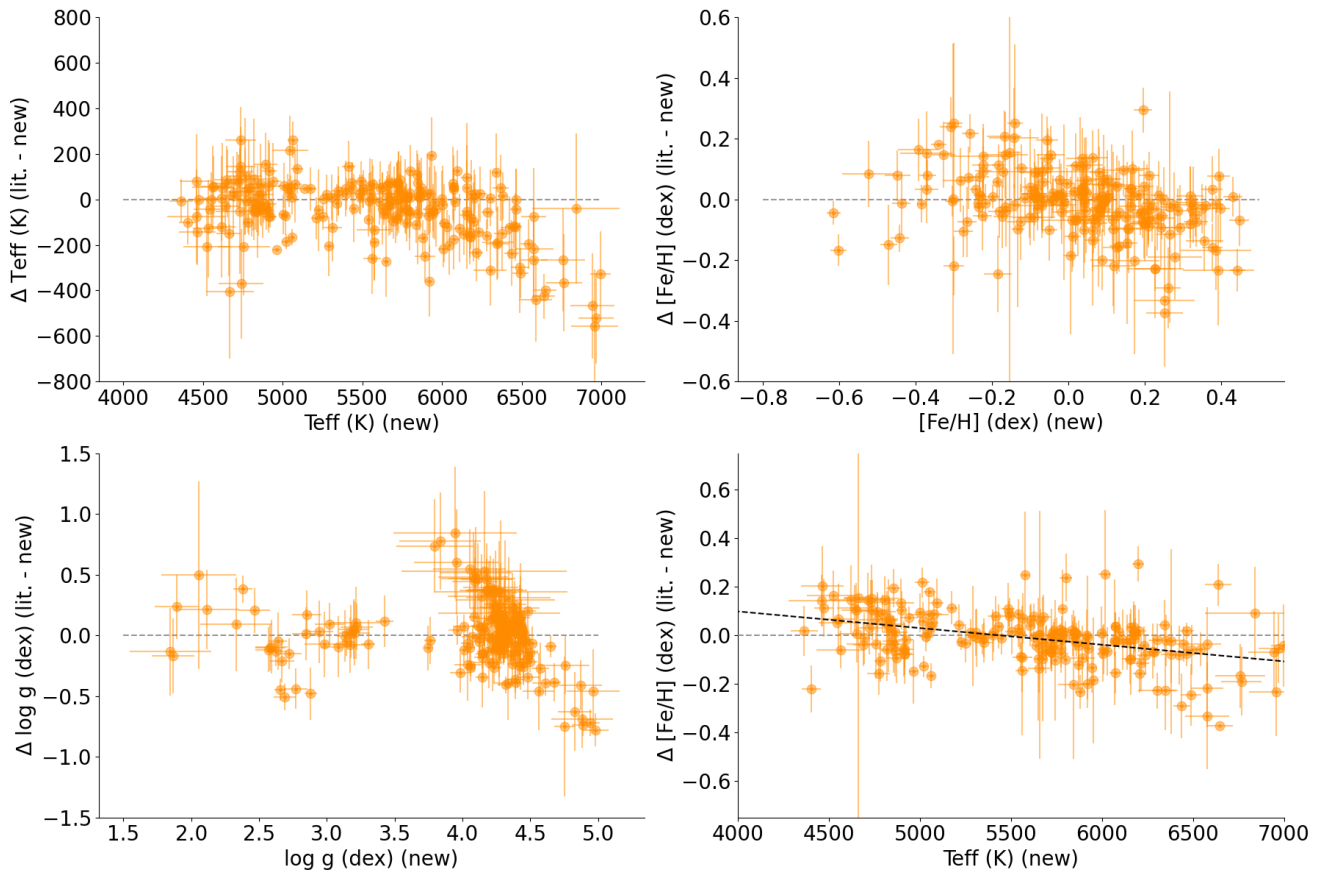 800
600
400
200
0
−200
−400
−600
−800
Δ Teff (K) (lit. - new)
4000 4500 5000 5500 6000 6500 7000
Teff (K) (new)
0.6
0.4
0.2
0.0
−0.2
−0.4
−0.6
Δ [Fe/H] (dex) (lit. - new)
−0.8 −0.6 −0.4 −0.2 0.0 0.2 0.4
[Fe/H] (dex) (new)
1.5
1.0
0.5
0.0
−0.5
−1.0
−1.5
Δ log g (dex) (lit. - new)
1.5 2.0 2.5 3.0 3.5 4.0 4.5 5.0
log g (dex) (new)
0.6
0.4
0.2
0.0
−0.2
−0.4
−0.6
Δ [Fe/H] (dex) (lit. - new)
4000 4500 5000 5500 6000 6500 7000
Teff (K) (new)